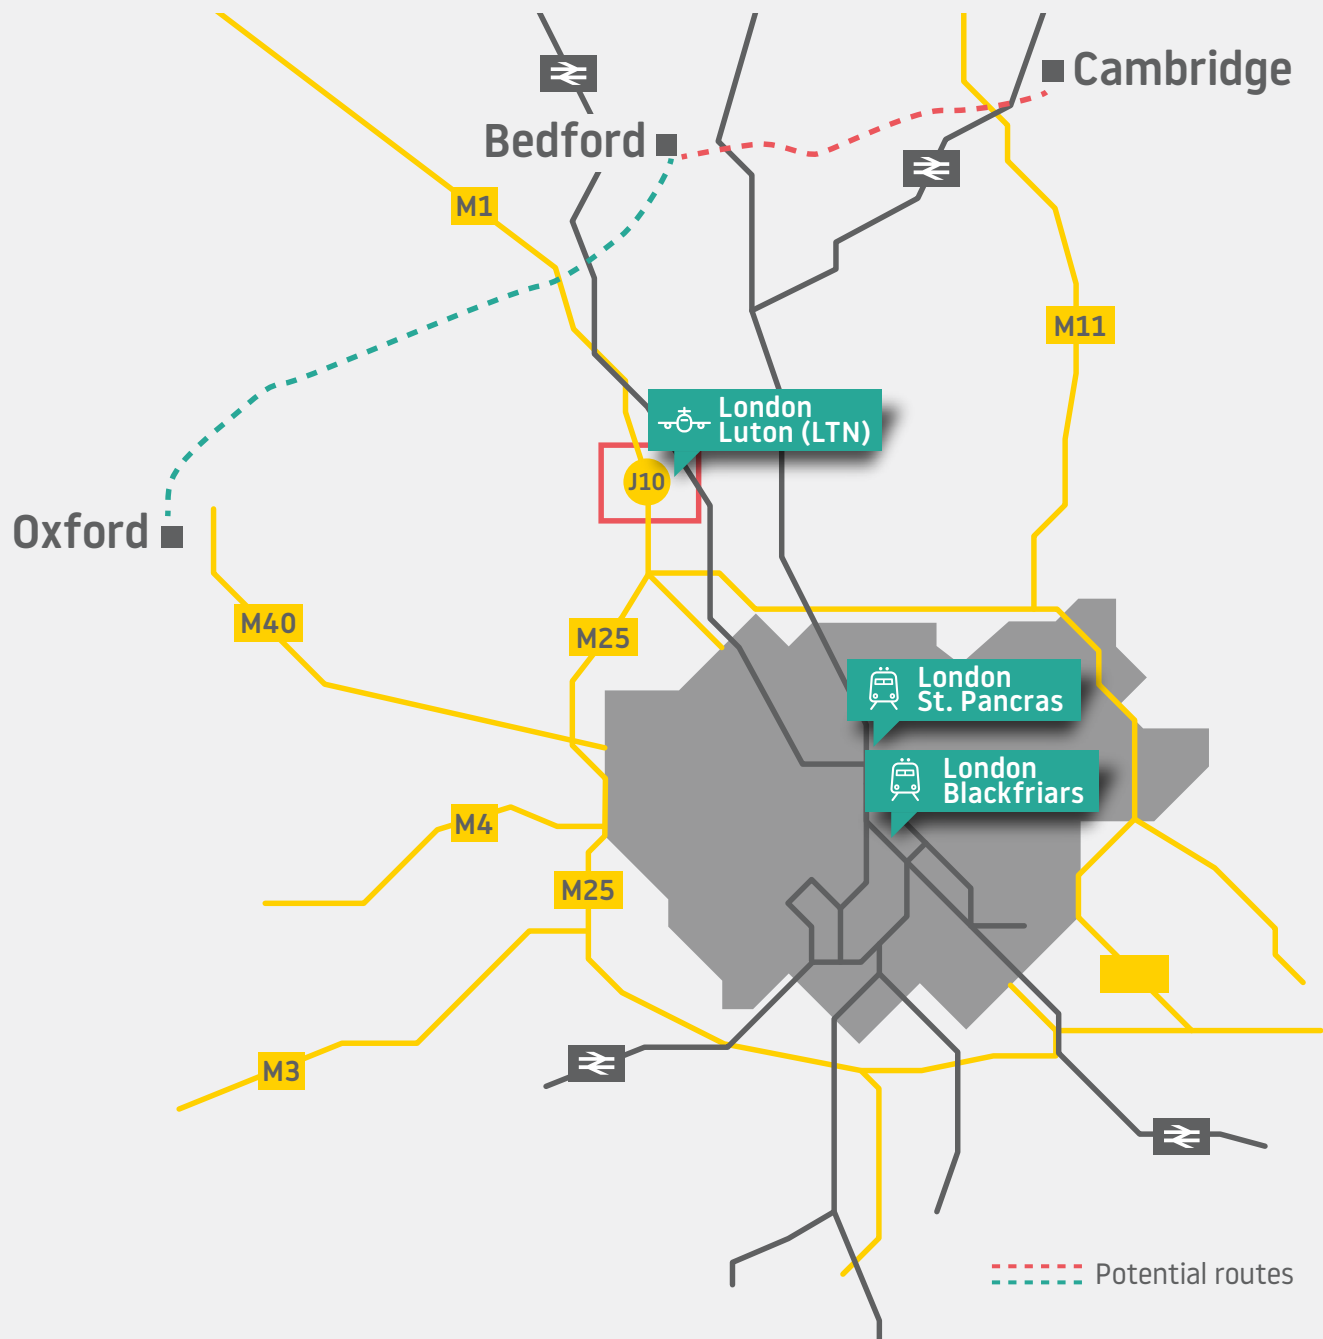 Cambridge
Bedford
M1
M11
London
Luton (LTN)
J10
Oxford
M40
M25
London
St. Pancras
London
Blackfriars
M4
M25
M3
Potential routes